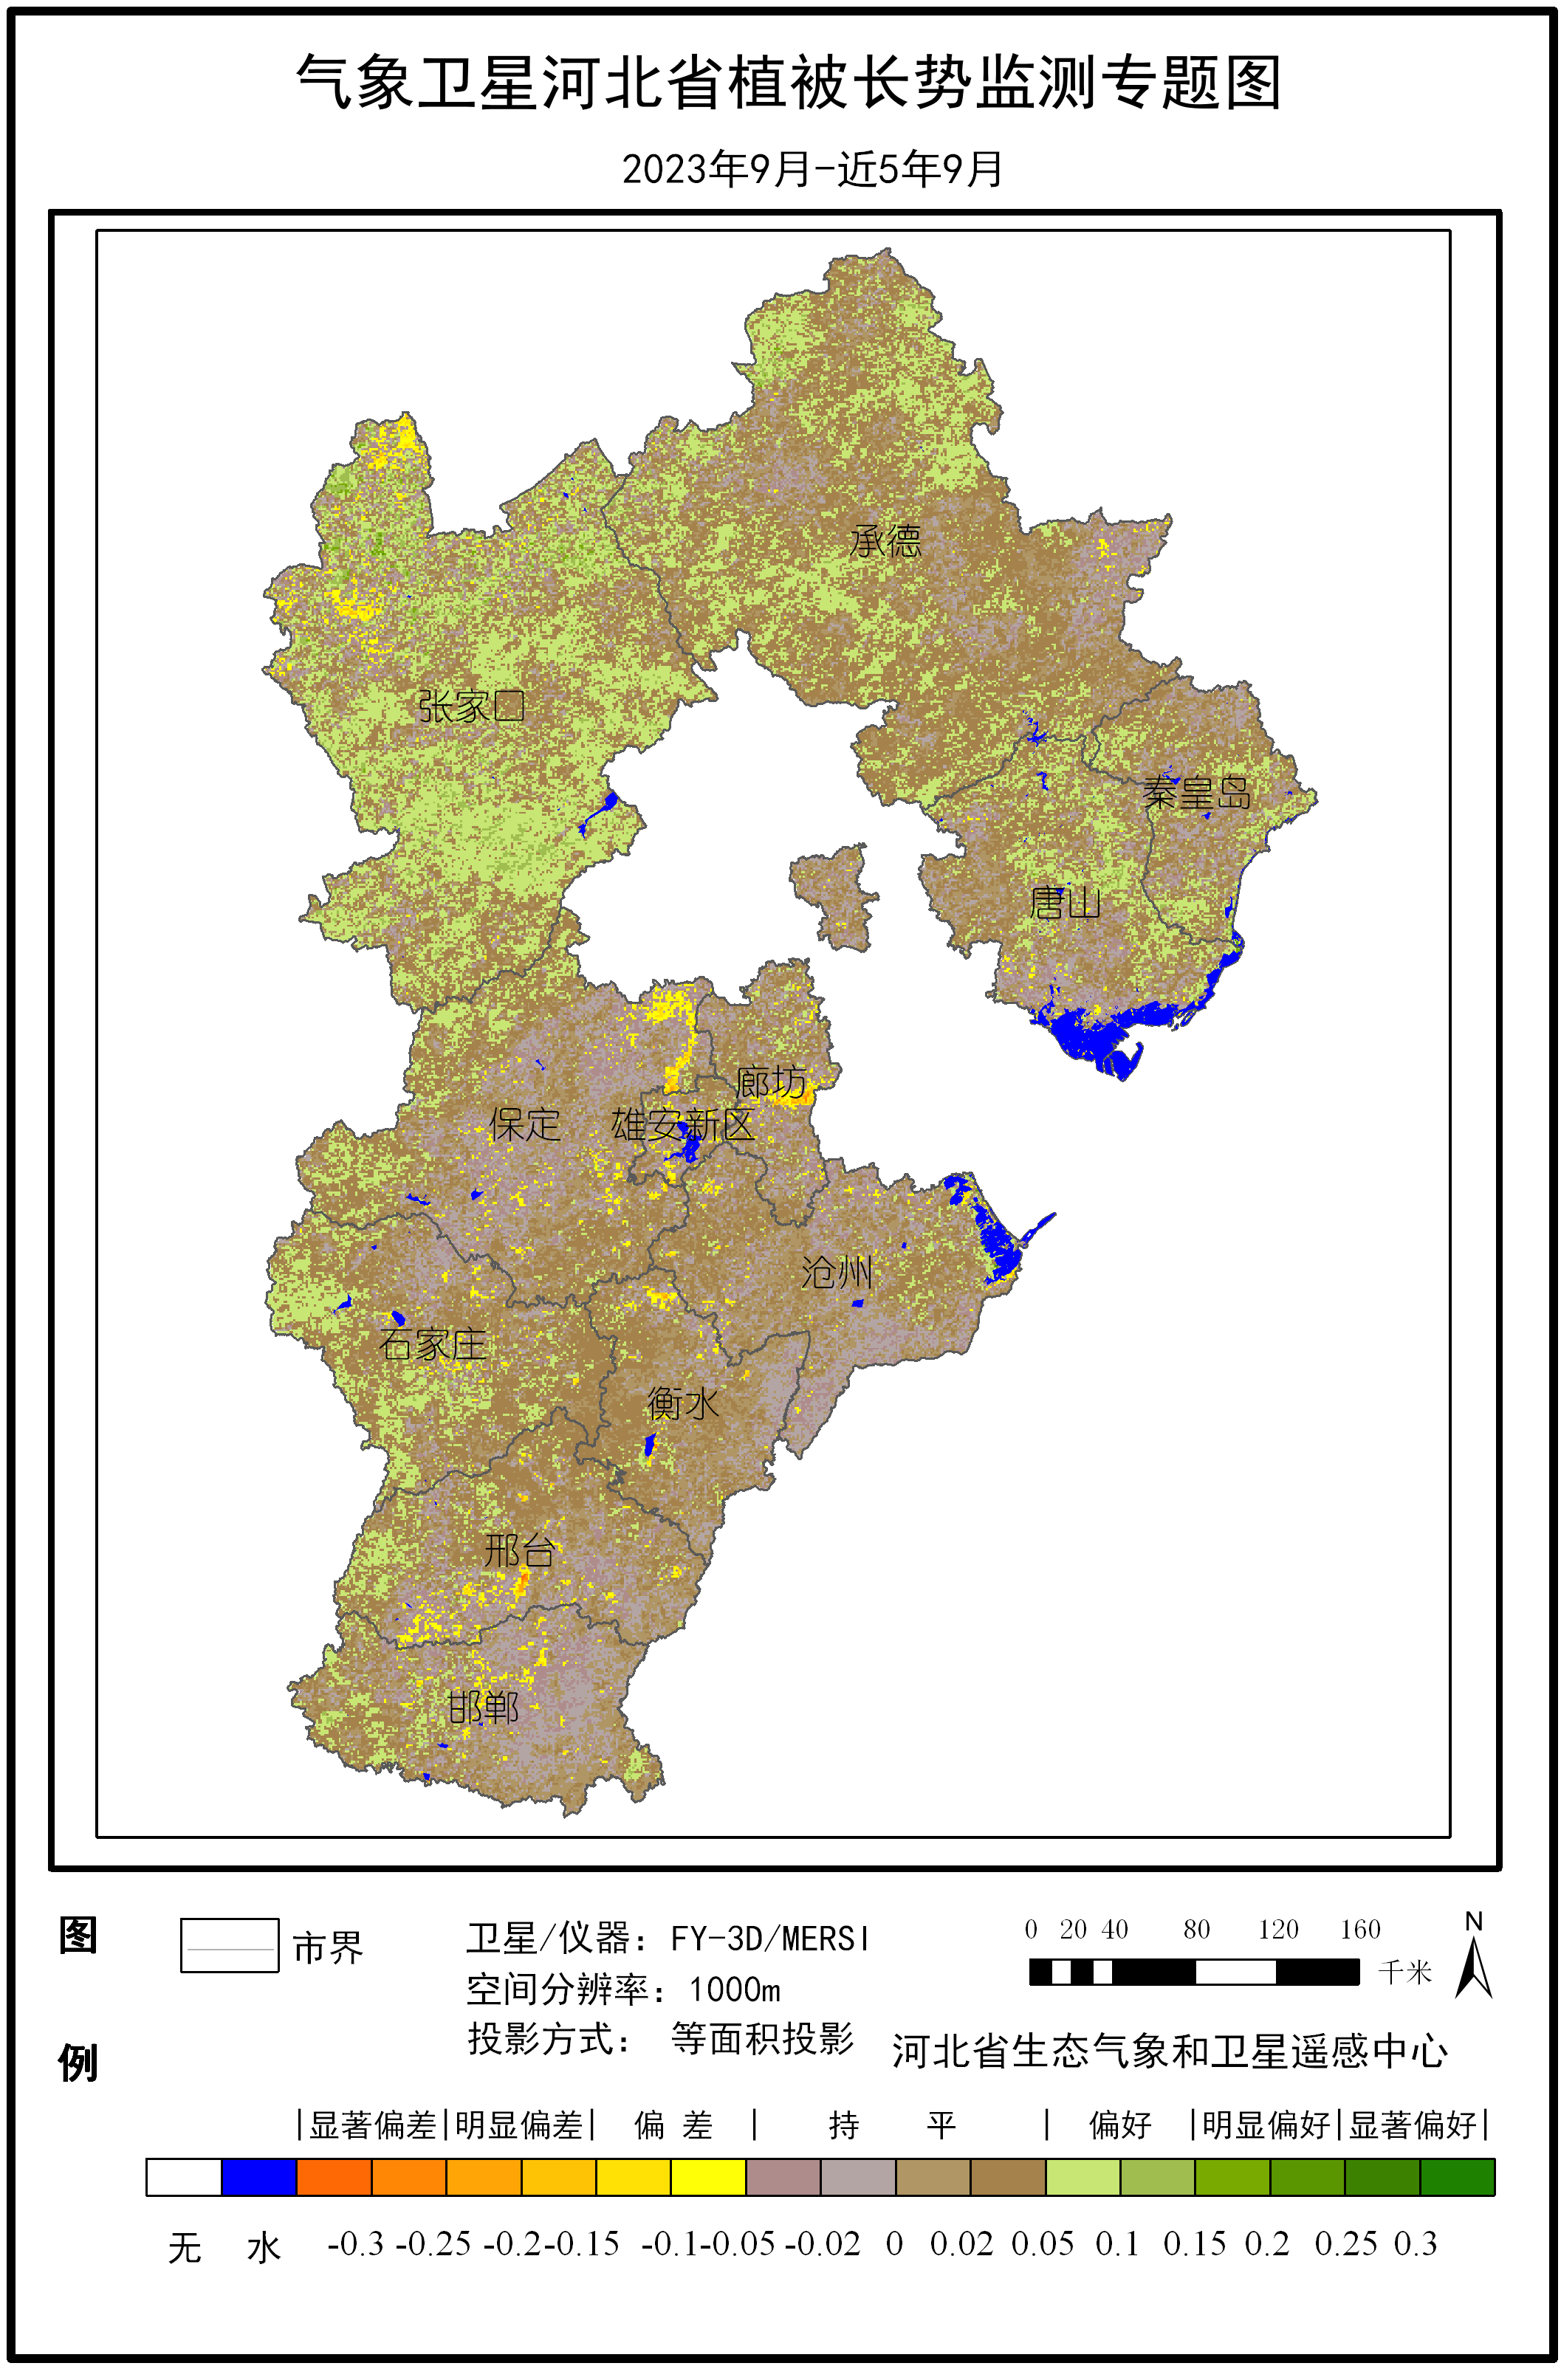 气象卫星河北省植被长势监测专题图
2023年9月-近5年9月
承德
张家口
秦皇岛
唐山
廊坊
保定
雄安新区
沧州
石家庄
衡水
邢台
邯郸
图
例
市界
卫星/仪器：FY-3D/MERSI
空间分辨率：1000m
投影方式： 等面积投影
0 20 40 80 120 160
千米
N
河北省生态气象和卫星遥感中心
|显著偏差|明显偏差| 偏 差 | 持 平 | 偏好 |明显偏好|显著偏好|
无 水 -0.3 -0.25 -0.2 -0.15 -0.1 -0.05 -0.02 0 0.02 0.05 0.1 0.15 0.2 0.25 0.3